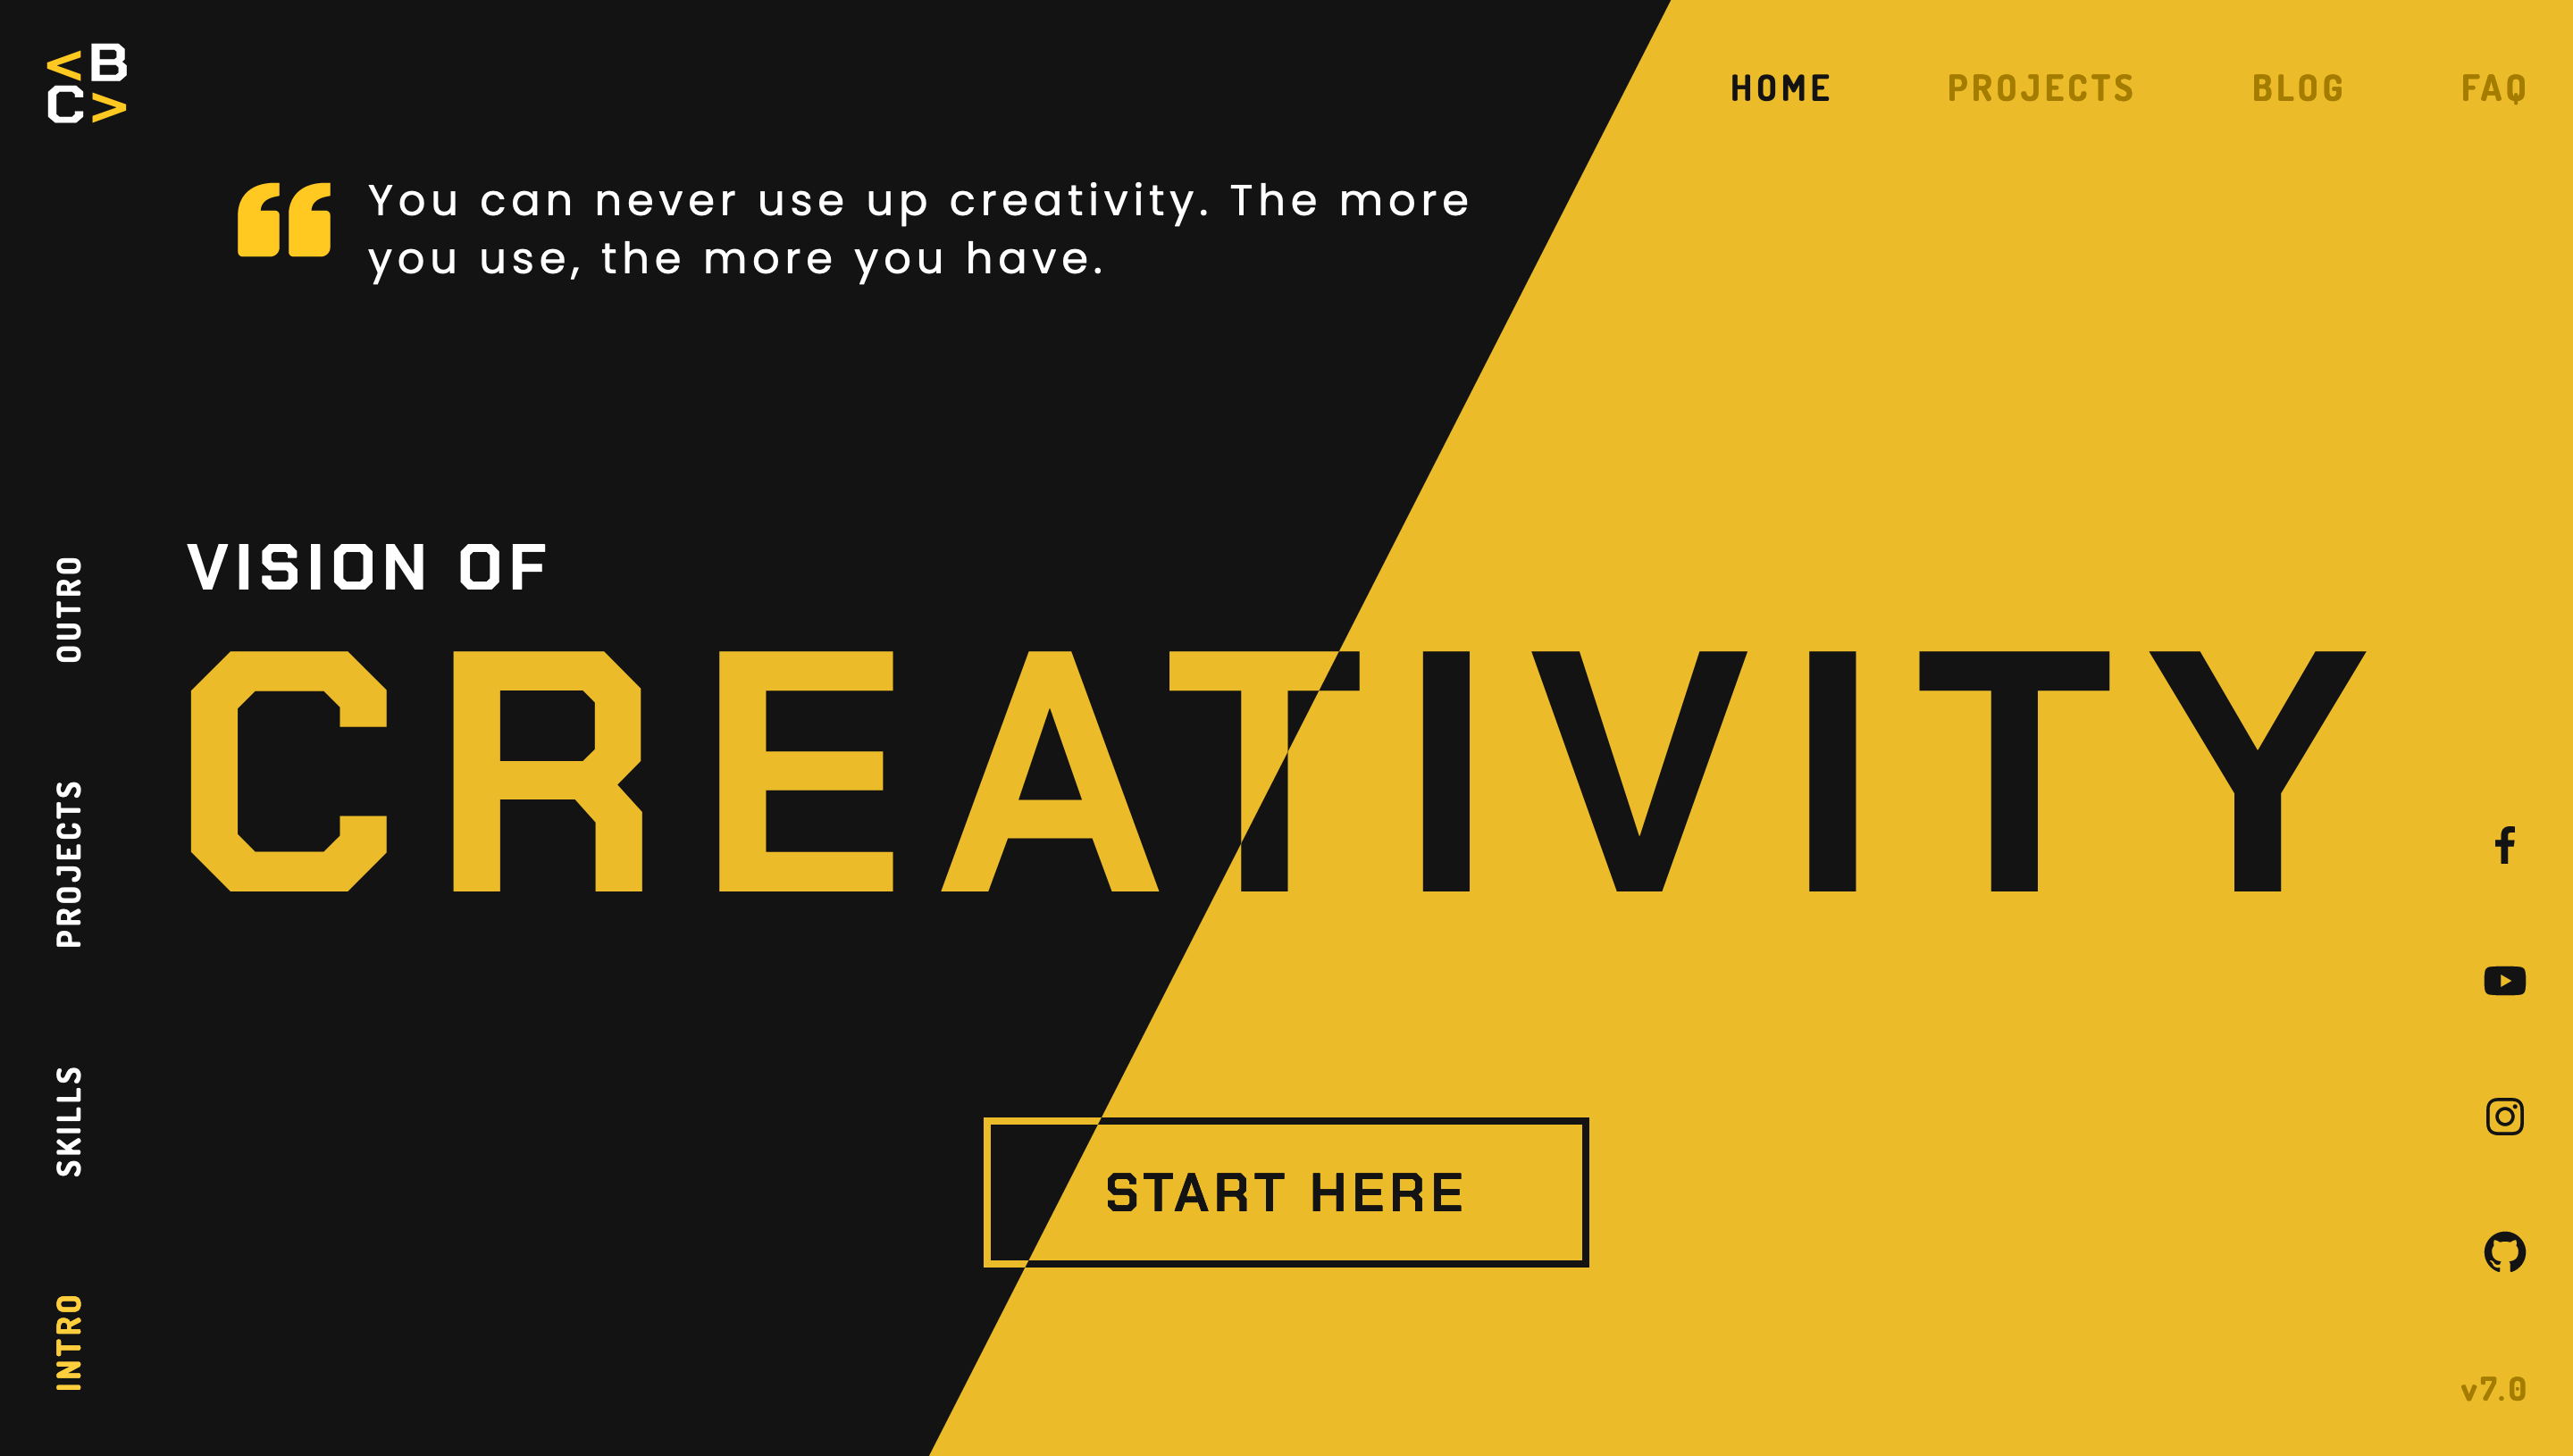 <B
C>
HOME PROJECTS BLOG FAQ
You can never use up creativity. The more
you use, the more you have.
VISION OF
CREATIVITY
START HERE
OUTRO
PROJECTS
SKILLS
INTRO
v7.0